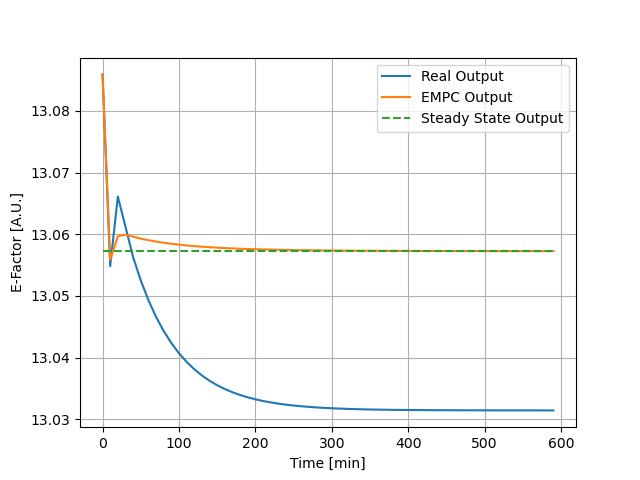 Real Output
EMPC Output
Steady State Output
E-Factor [A.U.]
13.08
13.07
13.06
13.05
13.04
13.03
0 100 200 300 400 500 600
Time [min]